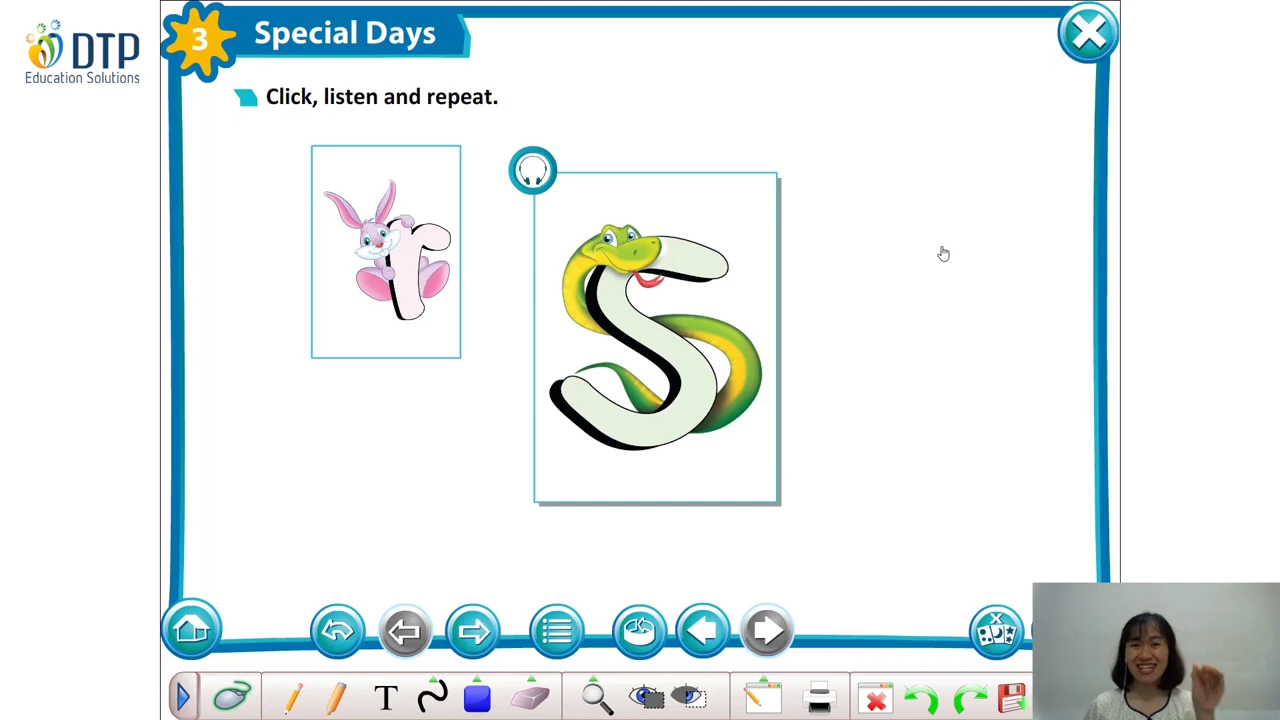 DTP
Education Solutions
3
Special Days
Click, listen and repeat.
r
S
T
X